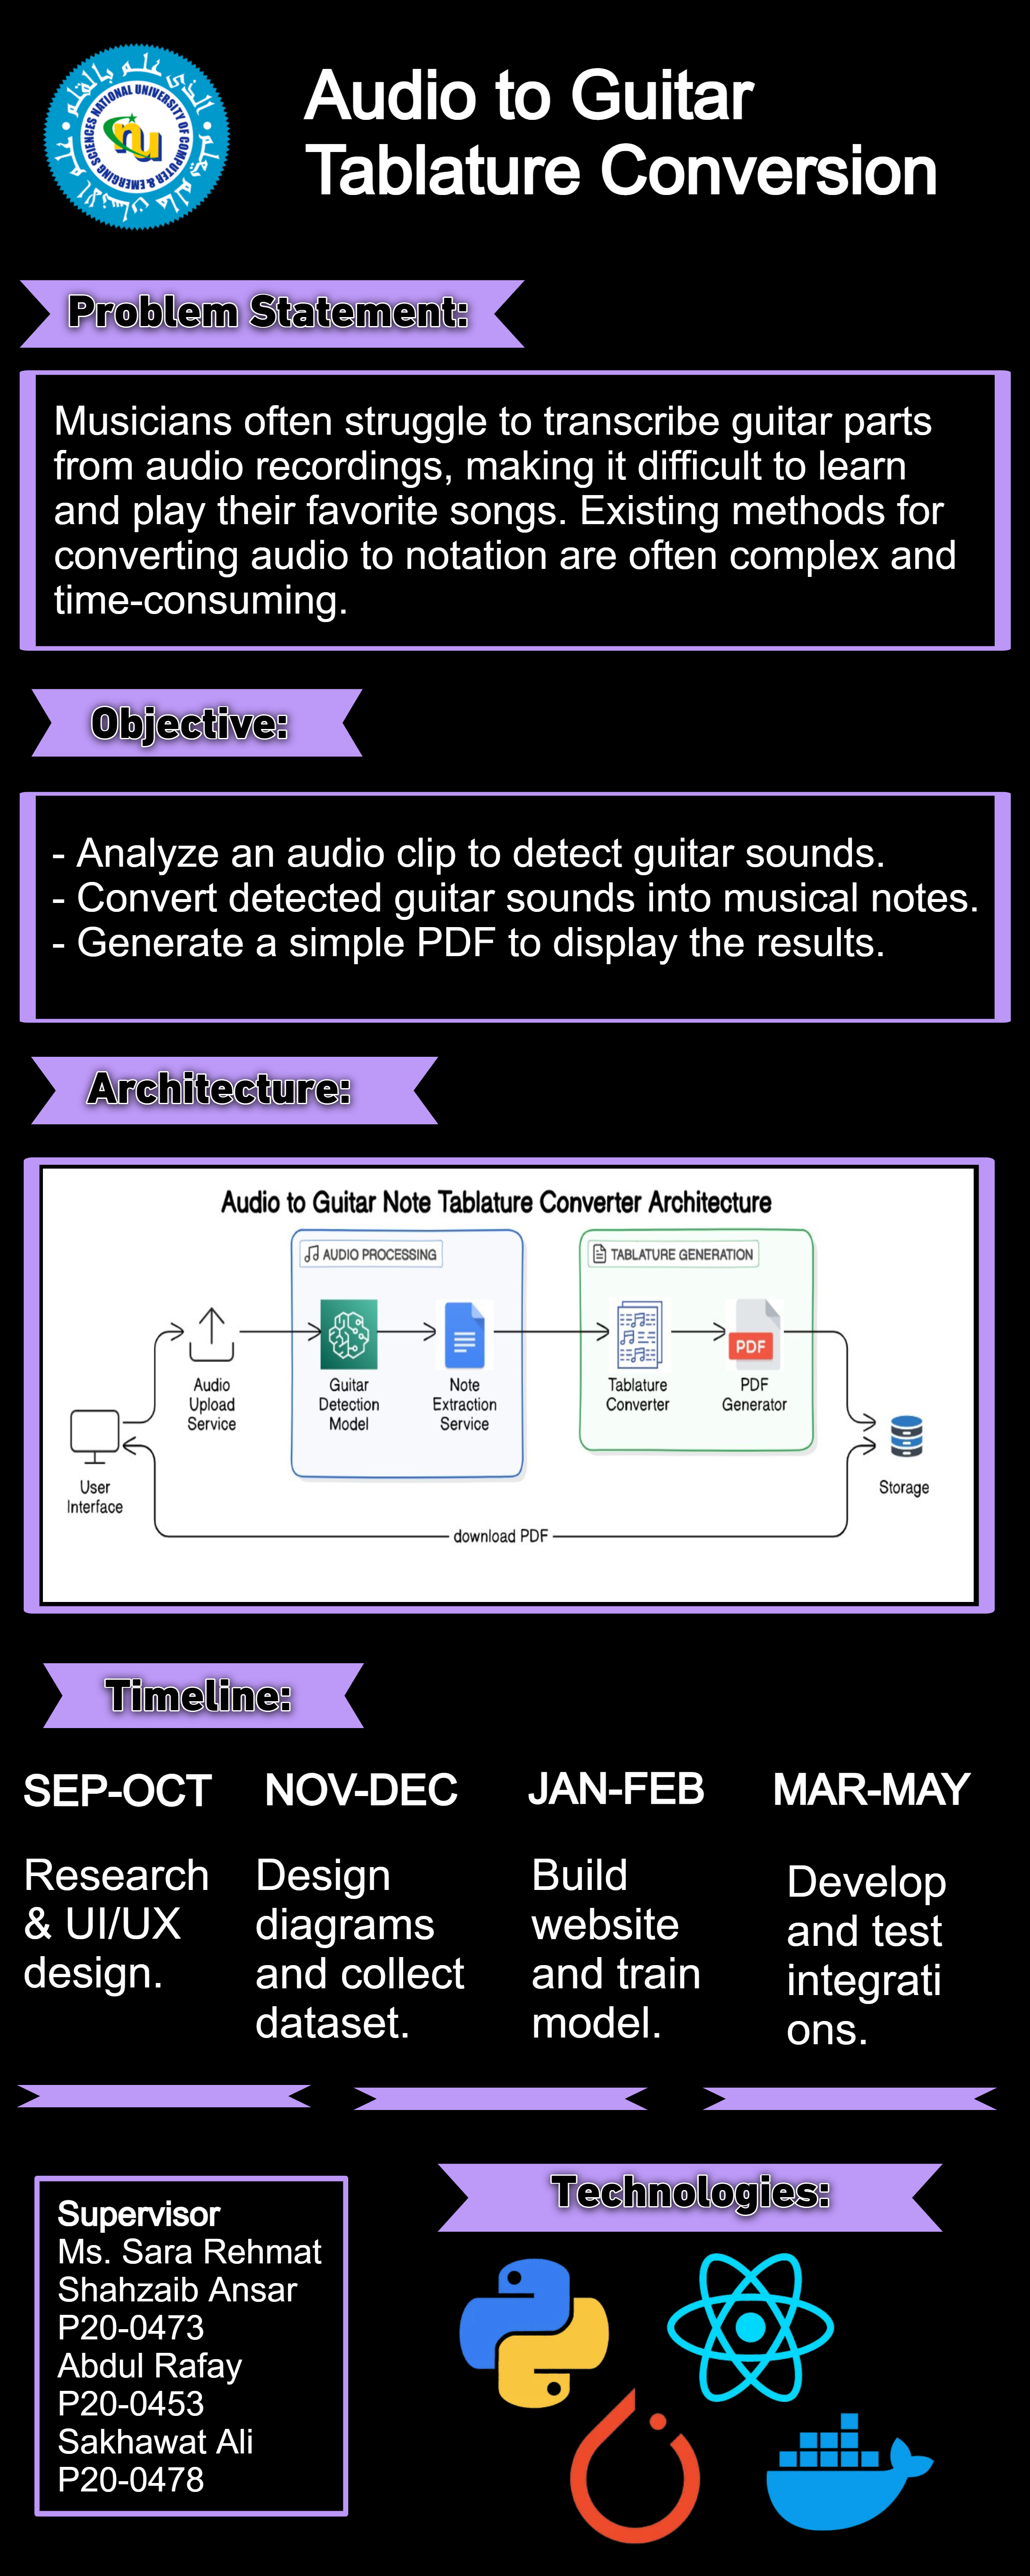 الذى علم بالقلم
علم الانسان مالم يعلم
NATIONAL UNIVERSITY OF COMPUTER & EMERGING SCIENCES
nu
Audio to Guitar
Tablature Conversion
Problem Statement:
Musicians often struggle to transcribe guitar parts
from audio recordings, making it difficult to learn
and play their favorite songs. Existing methods for
converting audio to notation are often complex and
time-consuming.
Objective:
- Analyze an audio clip to detect guitar sounds.
- Convert detected guitar sounds into musical notes.
- Generate a simple PDF to display the results.
Architecture:
Audio to Guitar Note Tablature Converter Architecture
AUDIO PROCESSING
TABLATURE GENERATION
PDF
Audio
Upload
Service
Guitar
Detection
Model
Note
Extraction
Service
Tablature
Converter
PDF
Generator
User
Interface
Storage
download PDF
Timeline:
SEP-OCT
Research
& UI/UX
design.
NOV-DEC
Design
diagrams
and collect
dataset.
JAN-FEB
Build
website
and train
model.
MAR-MAY
Develop
and test
integrati
ons.
Supervisor
Ms. Sara Rehmat
Shahzaib Ansar
P20-0473
Abdul Rafay
P20-0453
Sakhawat Ali
P20-0478
Technologies: